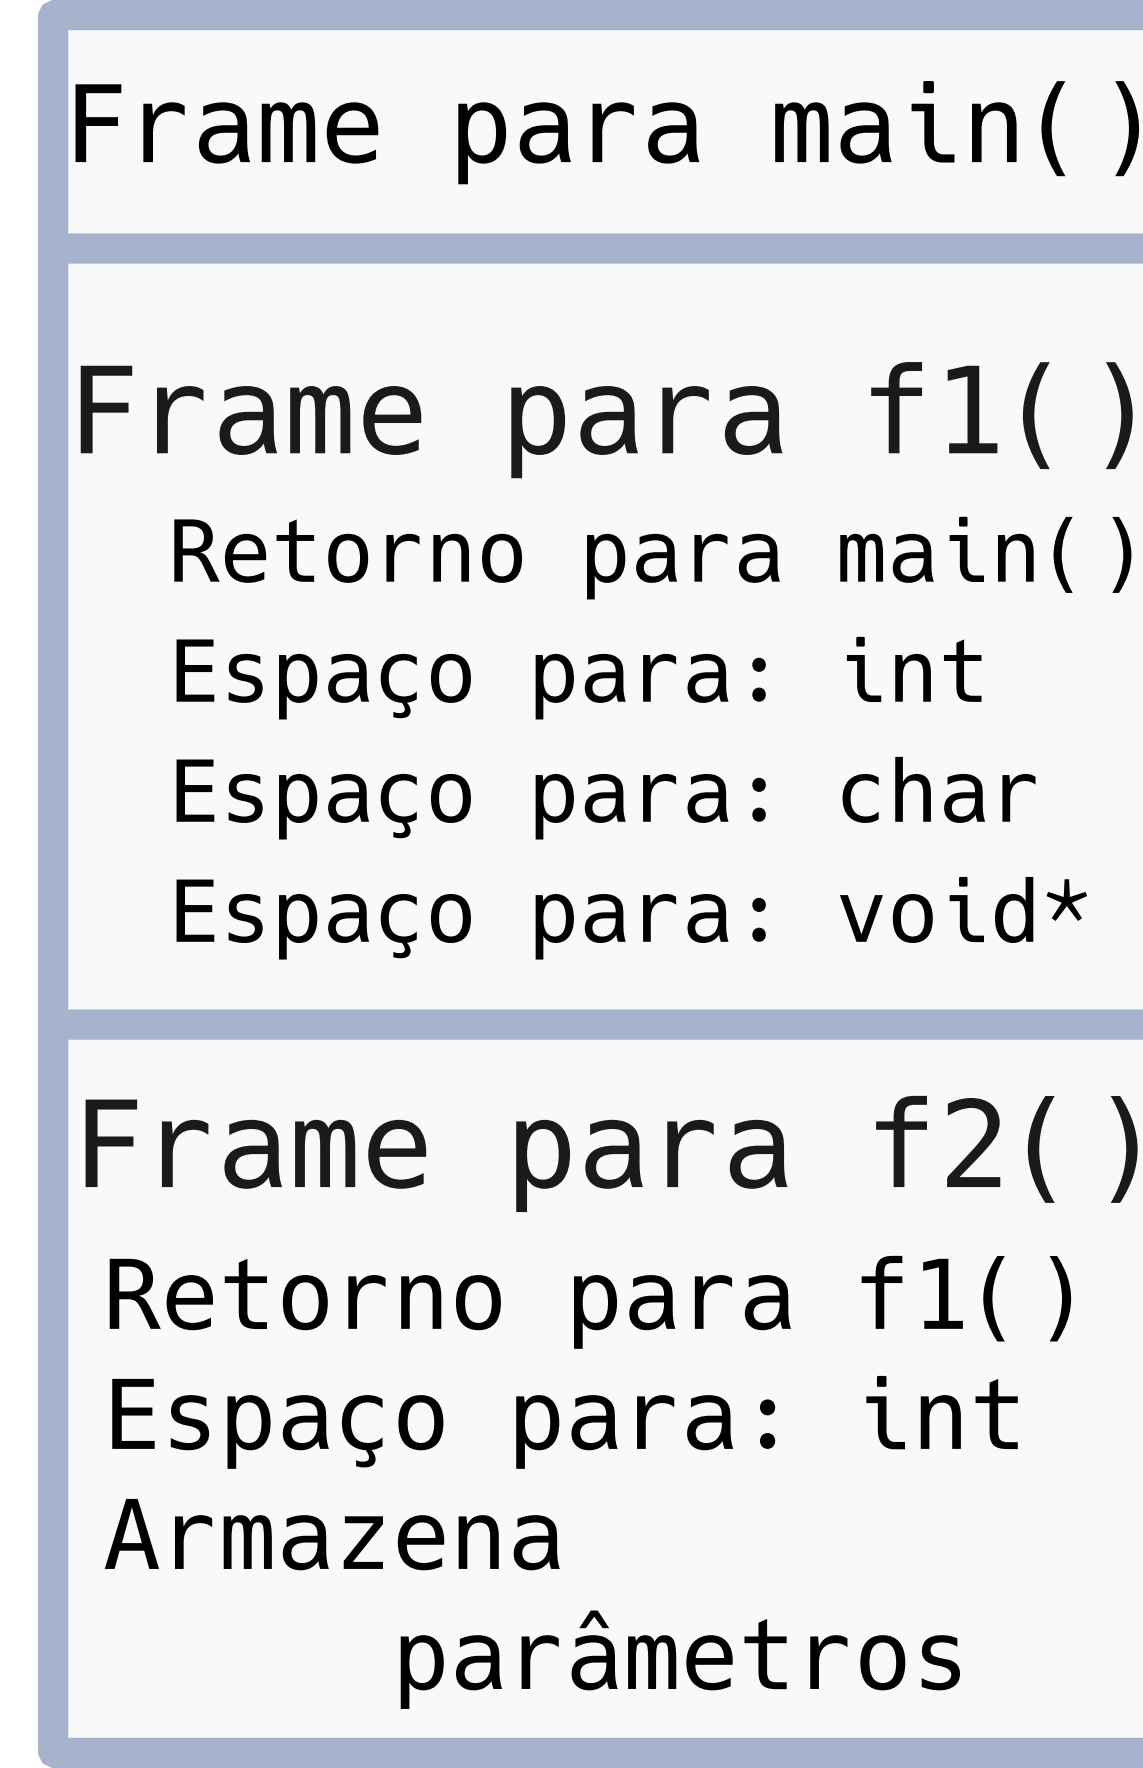 Frame para main()
Frame para f1()
Retorno para main()
Espaço para: int
Espaço para: char
Espaço para: void*
Frame para f2()
Retorno para f1()
Espaço para: int
Armazena
parâmetros